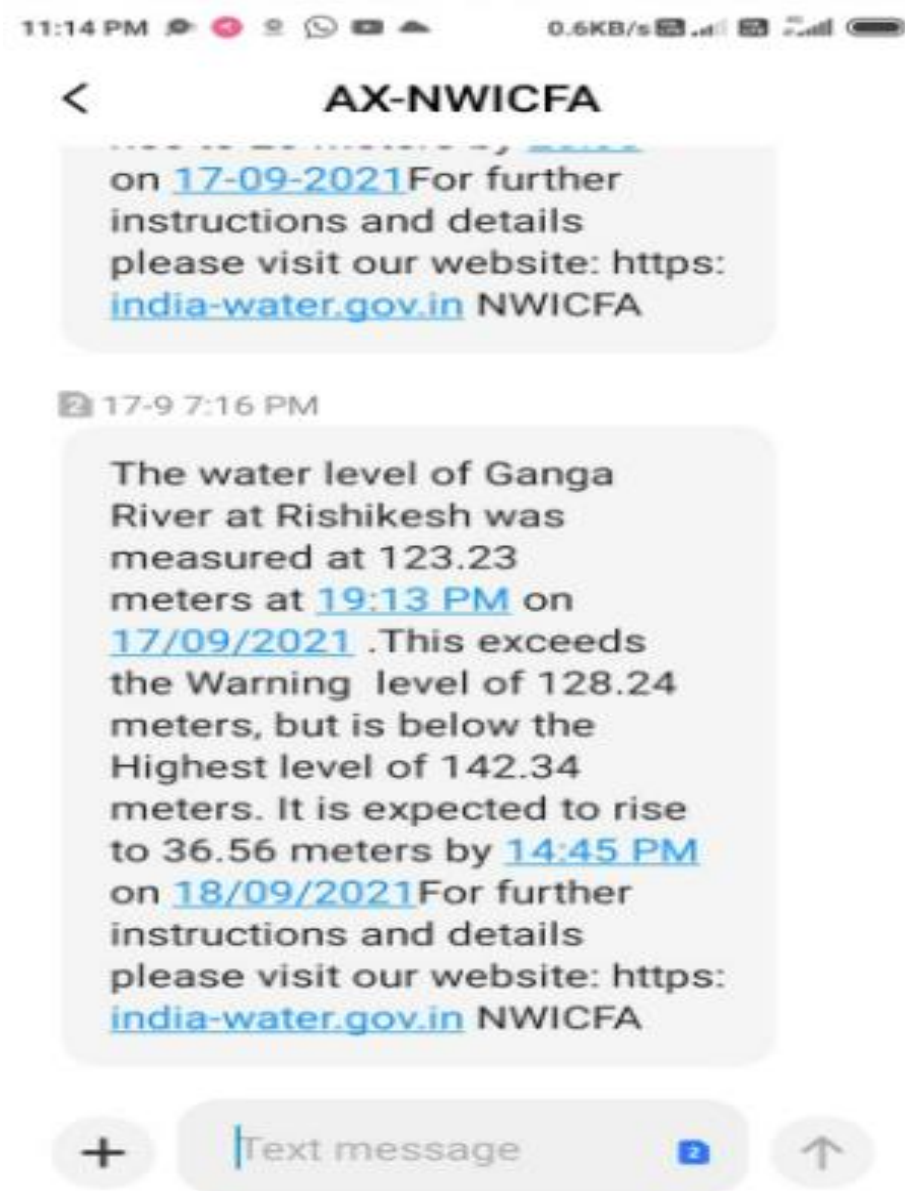 11:14 PM 0.6KB/s
AX-NWICFA
on 17-09-2021For further
instructions and details
please visit our website: https:
india-water.gov.in NWICFA
2 17-9 7:16 PM
The water level of Ganga
River at Rishikesh was
measured at 123.23
meters at 19:13 PM on
17/09/2021 .This exceeds
the Warning  level of 128.24
meters, but is below the
Highest level of 142.34
meters. It is expected to rise
to 36.56 meters by 14:45 PM
on 18/09/2021For further
instructions and details
please visit our website: https:
india-water.gov.in NWICFA
Text message 2